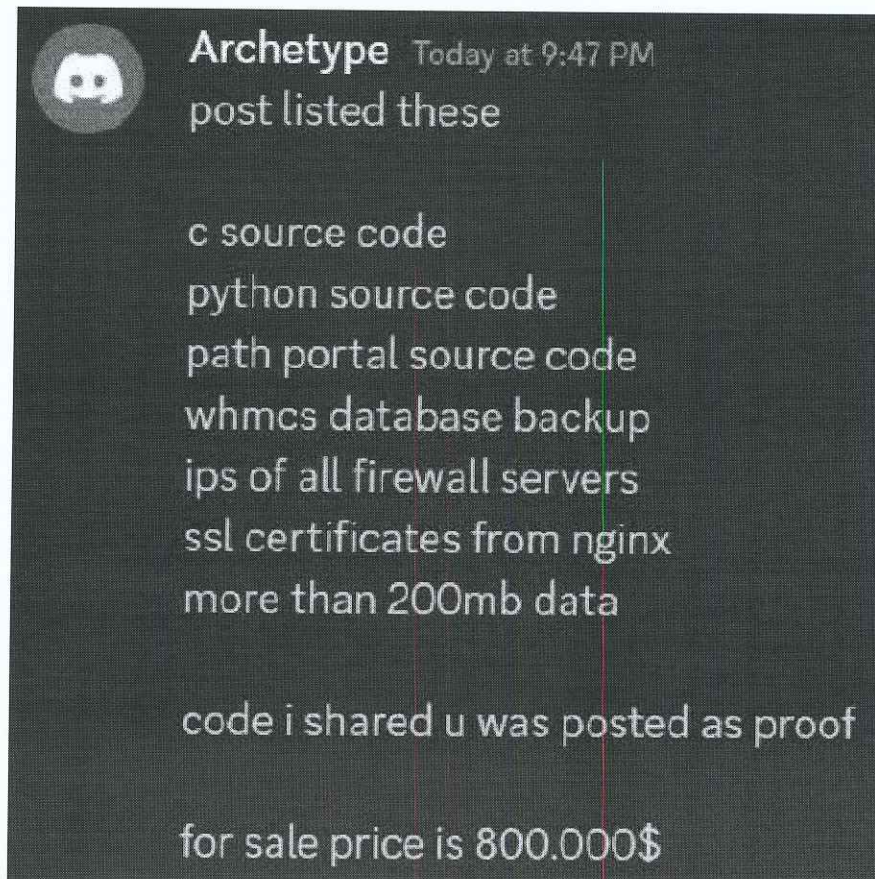 Archetype Today at 9:47 PM
post listed these
c source code
python source code
path portal source code
whmcs database backup
ips of all firewall servers
ssl certificates from nginx
more than 200mb data
code i shared u was posted as proof
for sale price is 800.000$